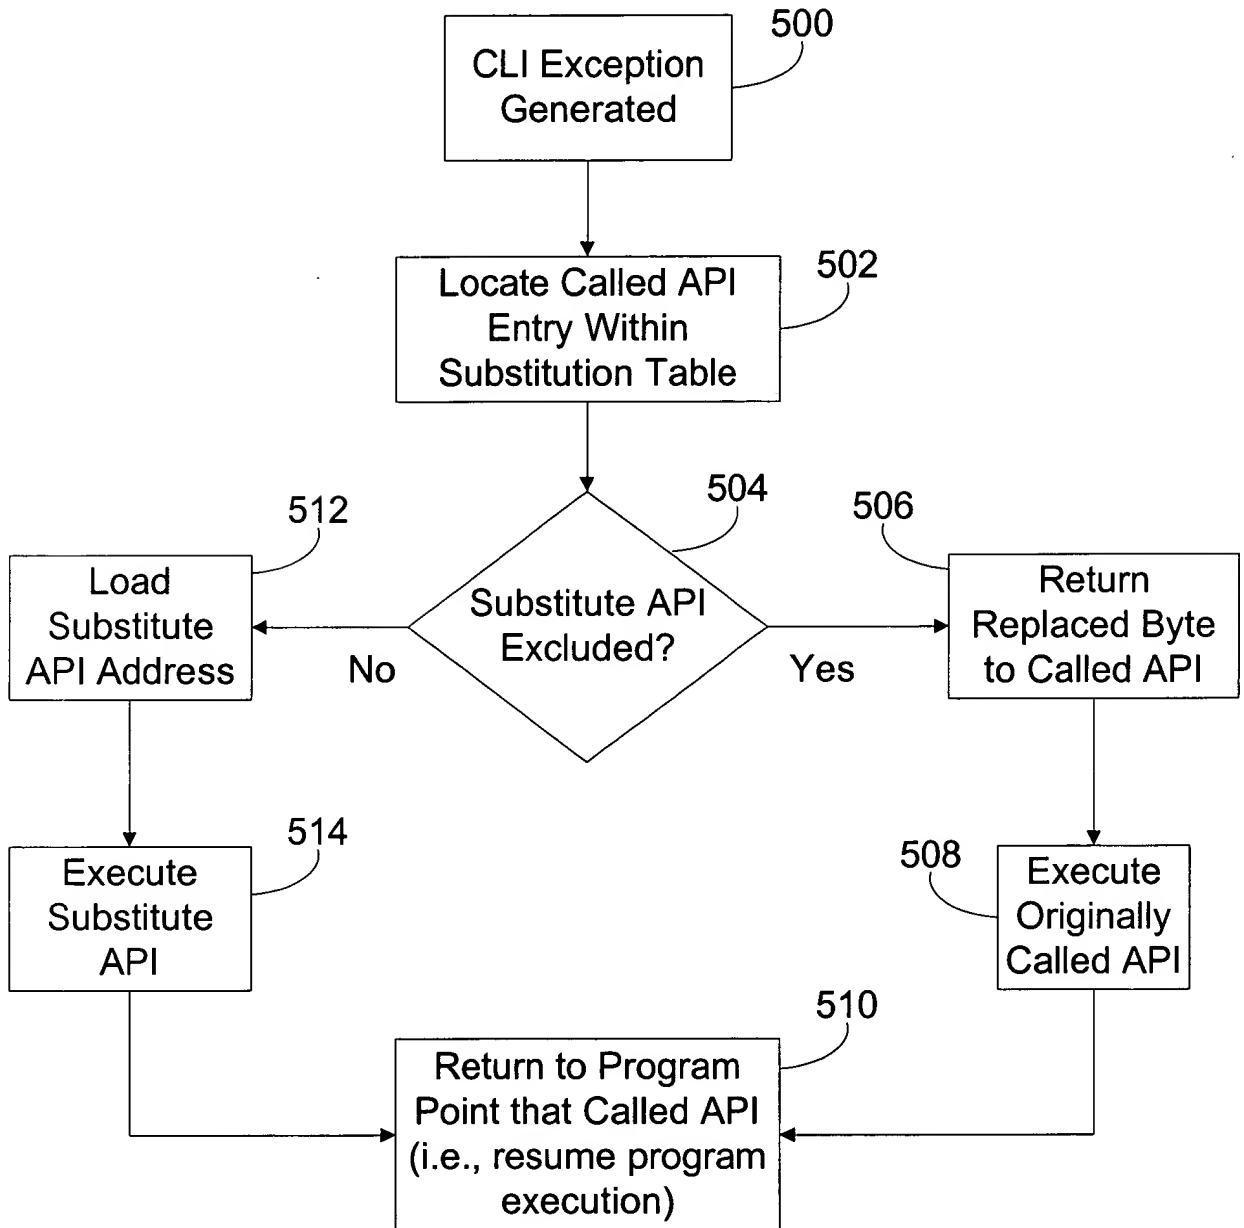 500
CLI Exception
Generated
502
Locate Called API
Entry Within
Substitution Table
504
Substitute API
Excluded?
No
Yes
512
Load
Substitute
API Address
506
Return
Replaced Byte
to Called API
514
Execute
Substitute
API
508
Execute
Originally
Called API
510
Return to Program
Point that Called API
(i.e., resume program
execution)